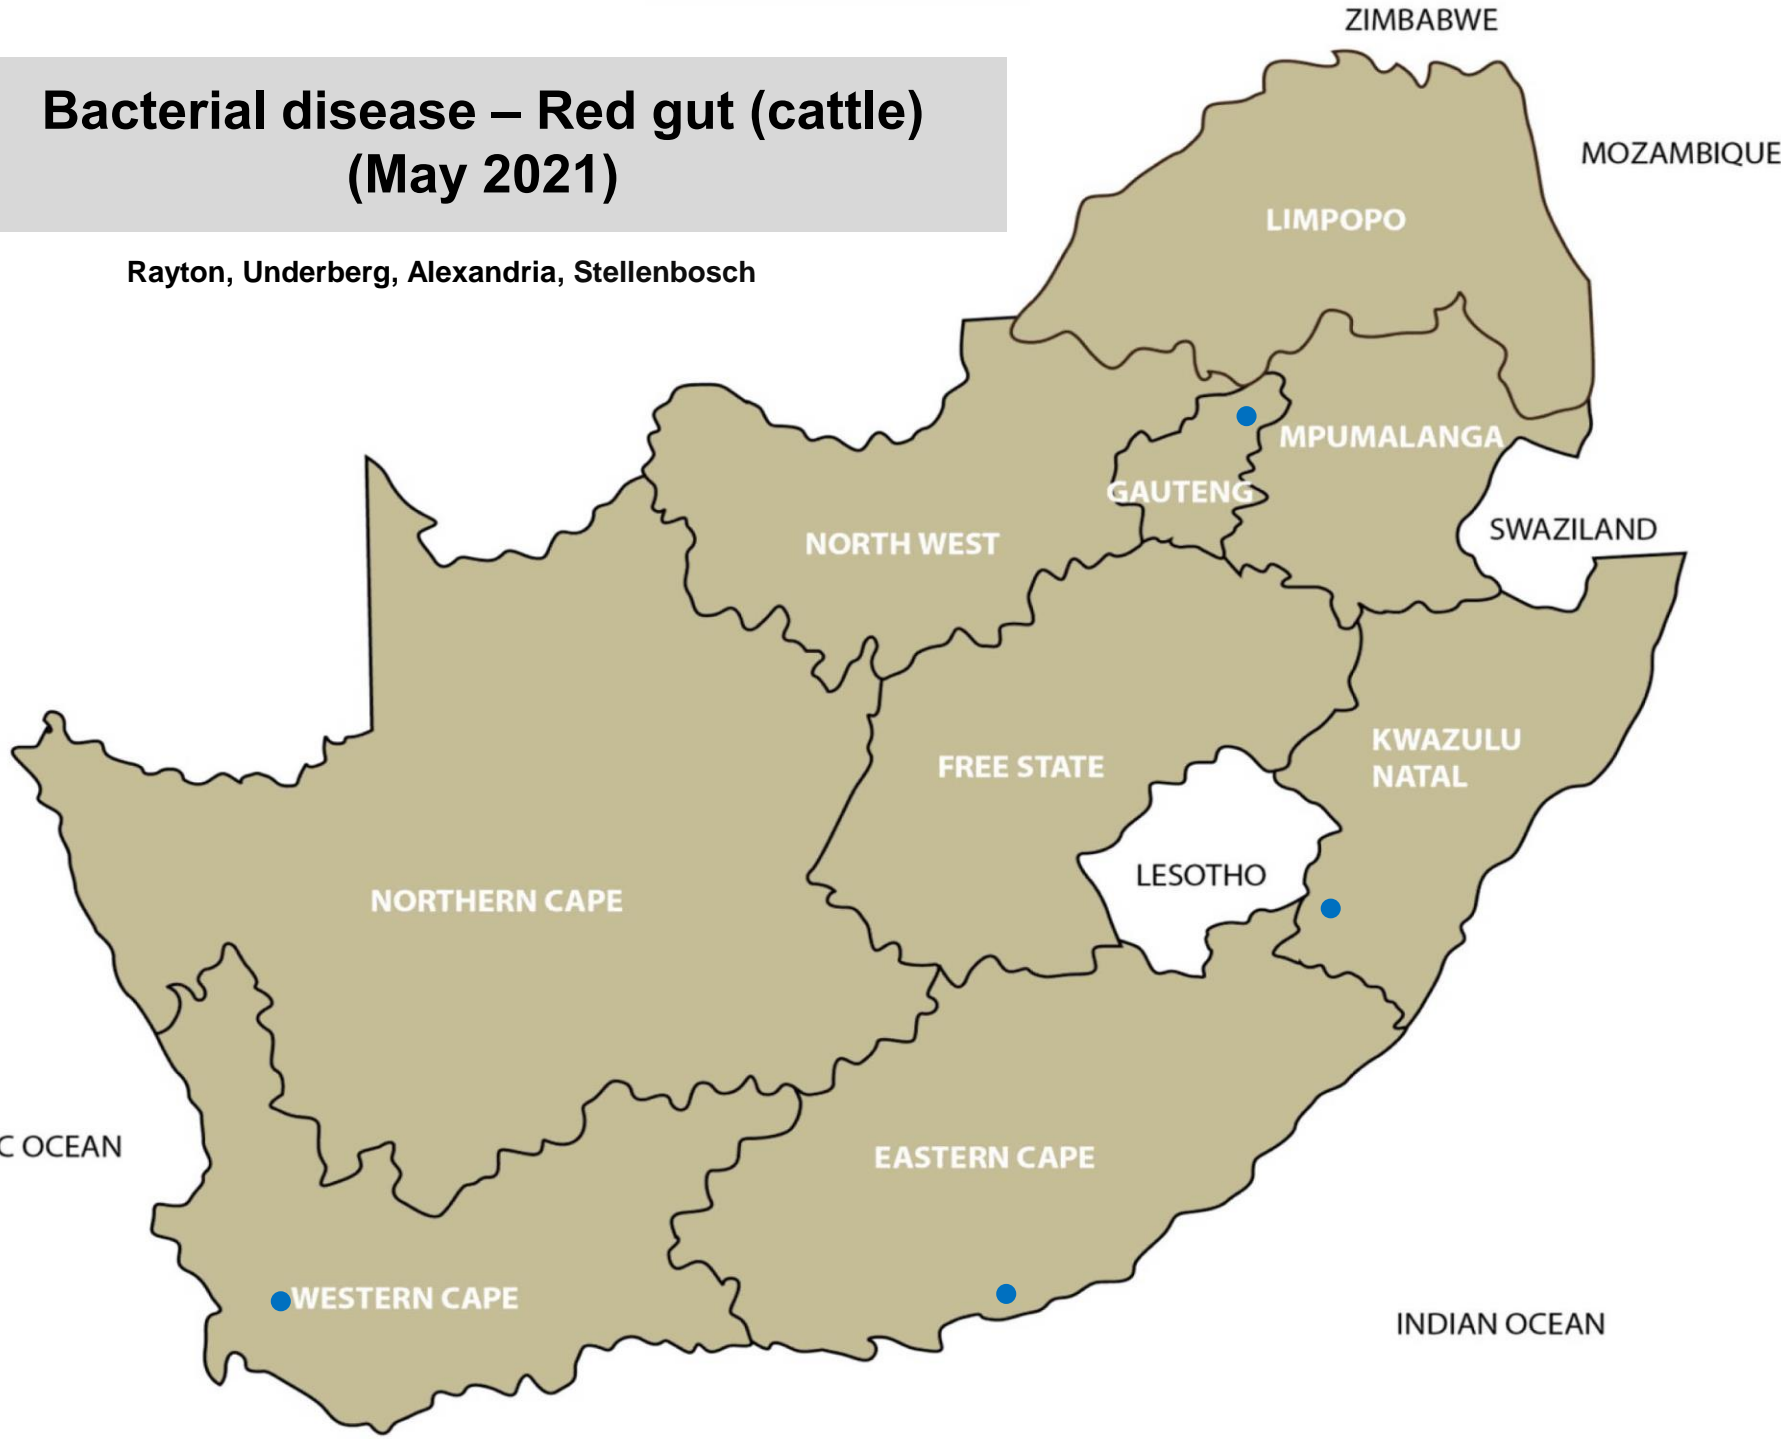 ZIMBABWE
Bacterial disease – Red gut (cattle)
(May 2021)
MOZAMBIQUE
LIMPOPO
Rayton, Underberg, Alexandria, Stellenbosch
MPUMALANGA
GAUTENG
SWAZILAND
NORTH WEST
KWAZULU
NATAL
FREE STATE
LESOTHO
NORTHERN CAPE
C OCEAN
EASTERN CAPE
WESTERN CAPE
INDIAN OCEAN